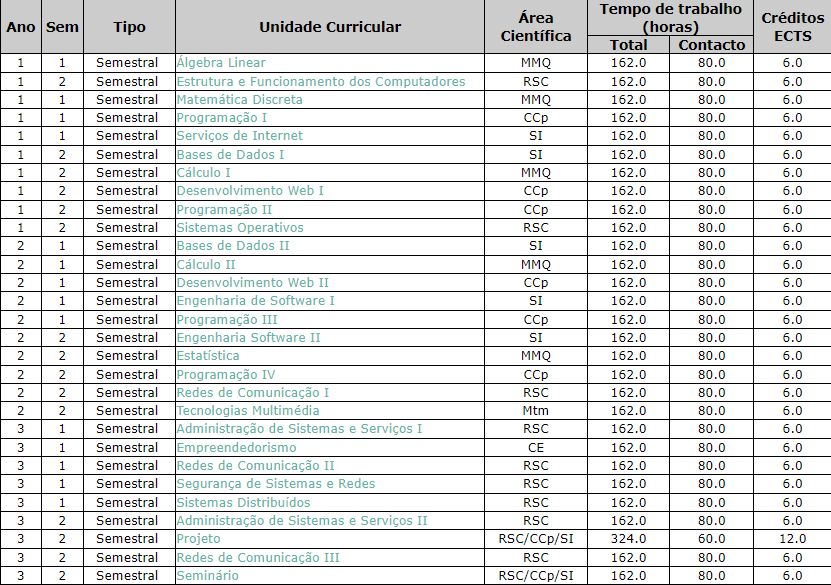 Ano Sem Tipo Unidade Curricular Área Científica Tempo de trabalho (horas) Créditos ECTS
Total Contacto
1 1 Semestral Álgebra Linear MMQ 162.0 80.0 6.0
1 2 Semestral Estrutura e Funcionamento dos Computadores RSC 162.0 80.0 6.0
1 1 Semestral Matemática Discreta MMQ 162.0 80.0 6.0
1 1 Semestral Programação I CCp 162.0 80.0 6.0
1 1 Semestral Serviços de Internet SI 162.0 80.0 6.0
1 2 Semestral Bases de Dados I SI 162.0 80.0 6.0
1 2 Semestral Cálculo I MMQ 162.0 80.0 6.0
1 2 Semestral Desenvolvimento Web I CCp 162.0 80.0 6.0
1 2 Semestral Programação II CCp 162.0 80.0 6.0
1 2 Semestral Sistemas Operativos RSC 162.0 80.0 6.0
2 1 Semestral Bases de Dados II SI 162.0 80.0 6.0
2 1 Semestral Cálculo II MMQ 162.0 80.0 6.0
2 1 Semestral Desenvolvimento Web II CCp 162.0 80.0 6.0
2 1 Semestral Engenharia de Software I SI 162.0 80.0 6.0
2 1 Semestral Programação III CCp 162.0 80.0 6.0
2 2 Semestral Engenharia Software II SI 162.0 80.0 6.0
2 2 Semestral Estatística MMQ 162.0 80.0 6.0
2 2 Semestral Programação IV CCp 162.0 80.0 6.0
2 2 Semestral Redes de Comunicação I RSC 162.0 80.0 6.0
2 2 Semestral Tecnologias Multimédia Mtm 162.0 80.0 6.0
3 1 Semestral Administração de Sistemas e Serviços I RSC 162.0 80.0 6.0
3 1 Semestral Empreendedorismo CE 162.0 80.0 6.0
3 1 Semestral Redes de Comunicação II RSC 162.0 80.0 6.0
3 1 Semestral Segurança de Sistemas e Redes RSC 162.0 80.0 6.0
3 1 Semestral Sistemas Distribuídos RSC 162.0 80.0 6.0
3 2 Semestral Administração de Sistemas e Serviços II RSC 162.0 80.0 6.0
3 2 Semestral Projeto RSC/CCp/SI 324.0 60.0 12.0
3 2 Semestral Redes de Comunicação III RSC 162.0 80.0 6.0
3 2 Semestral Seminário RSC/CCp/SI 162.0 80.0 6.0